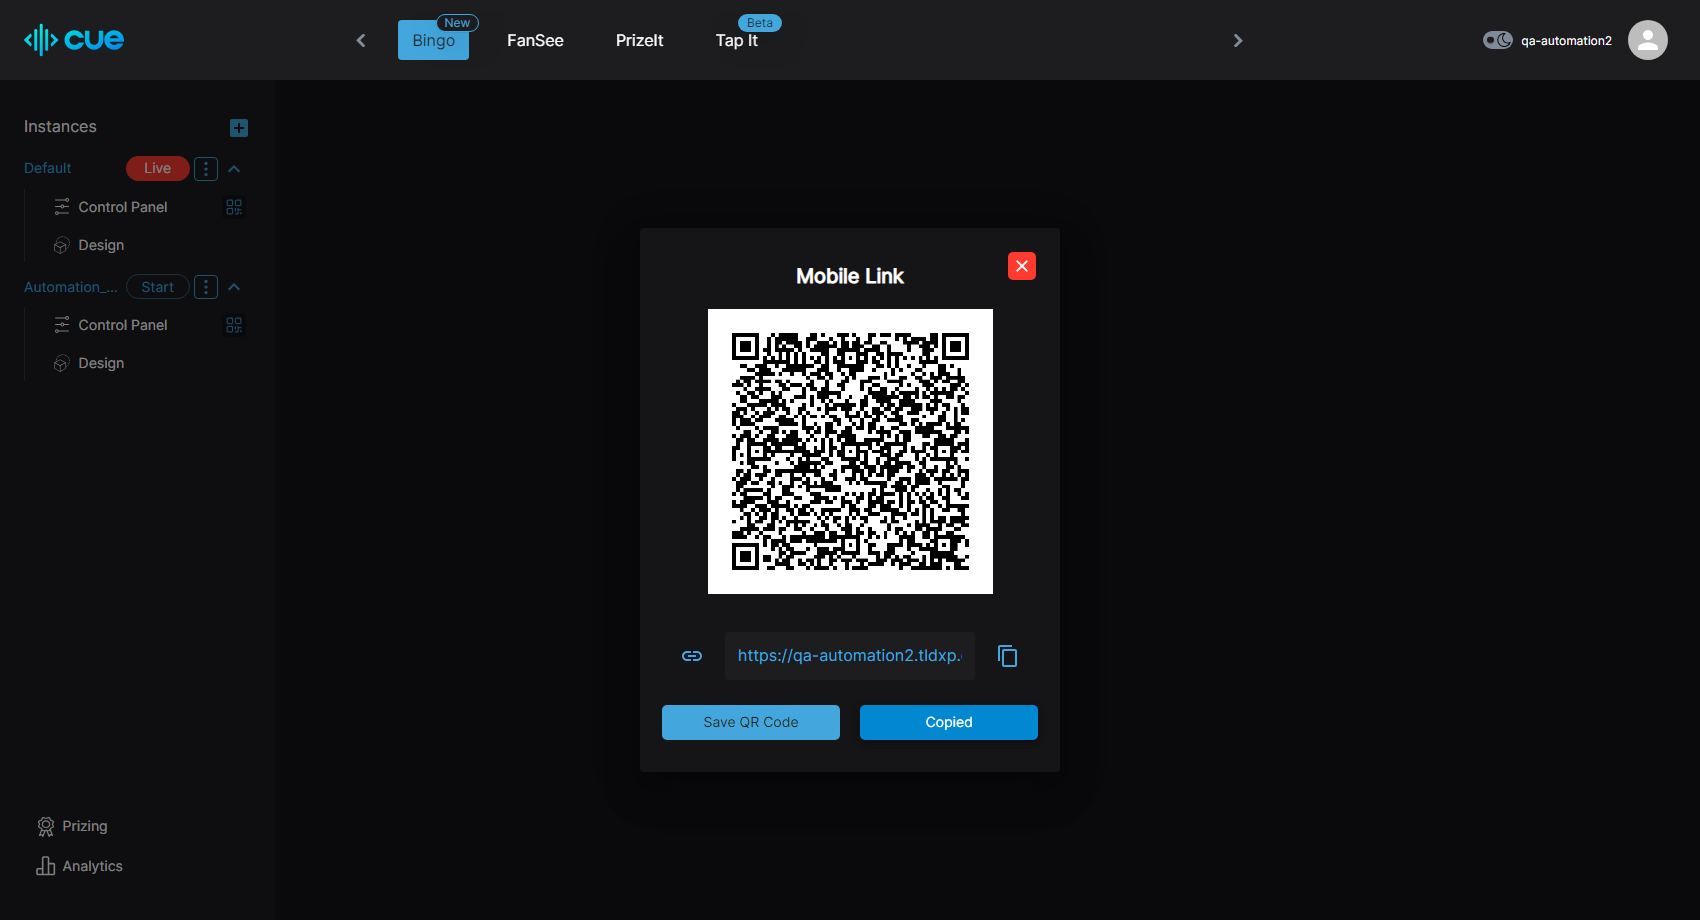 cue
Bingo
New
FanSee
PrizeIt
Tap It
Beta
qa-automation2
Instances
Default
Live
Control Panel
Design
Automation_...
Start
Control Panel
Design
Mobile Link
https://qa-automation2.tldxp.
Save QR Code
Copied
Prizing
Analytics